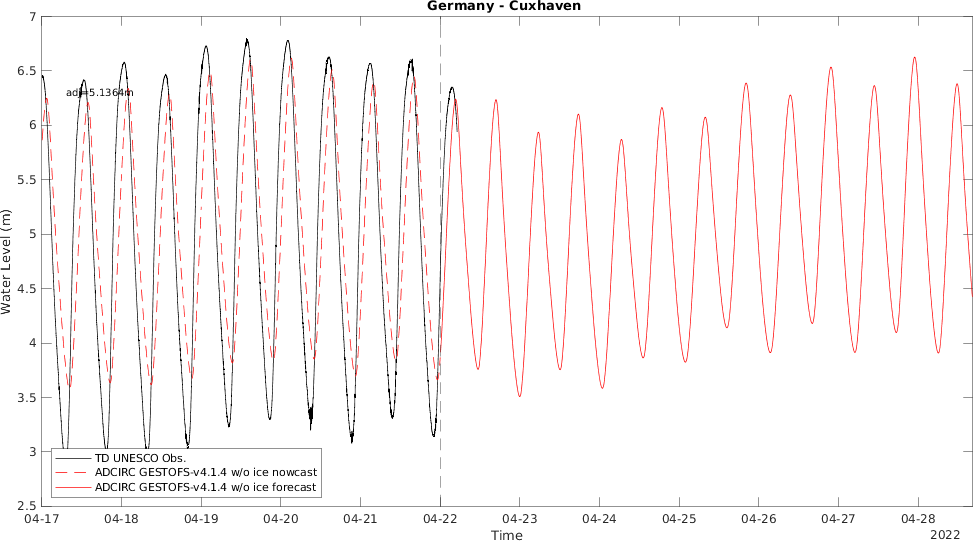 Germany - Cuxhaven
7
6.5
adj=5.1364m
6
5.5
5
4.5
4
3.5
3
2.5
Water Level (m)
TD UNESCO Obs.
ADCIRC GESTOFS-v4.1.4 w/o ice nowcast
ADCIRC GESTOFS-v4.1.4 w/o ice forecast
04-17 04-18 04-19 04-20 04-21 04-22 04-23 04-24 04-25 04-26 04-27 04-28
Time
2022